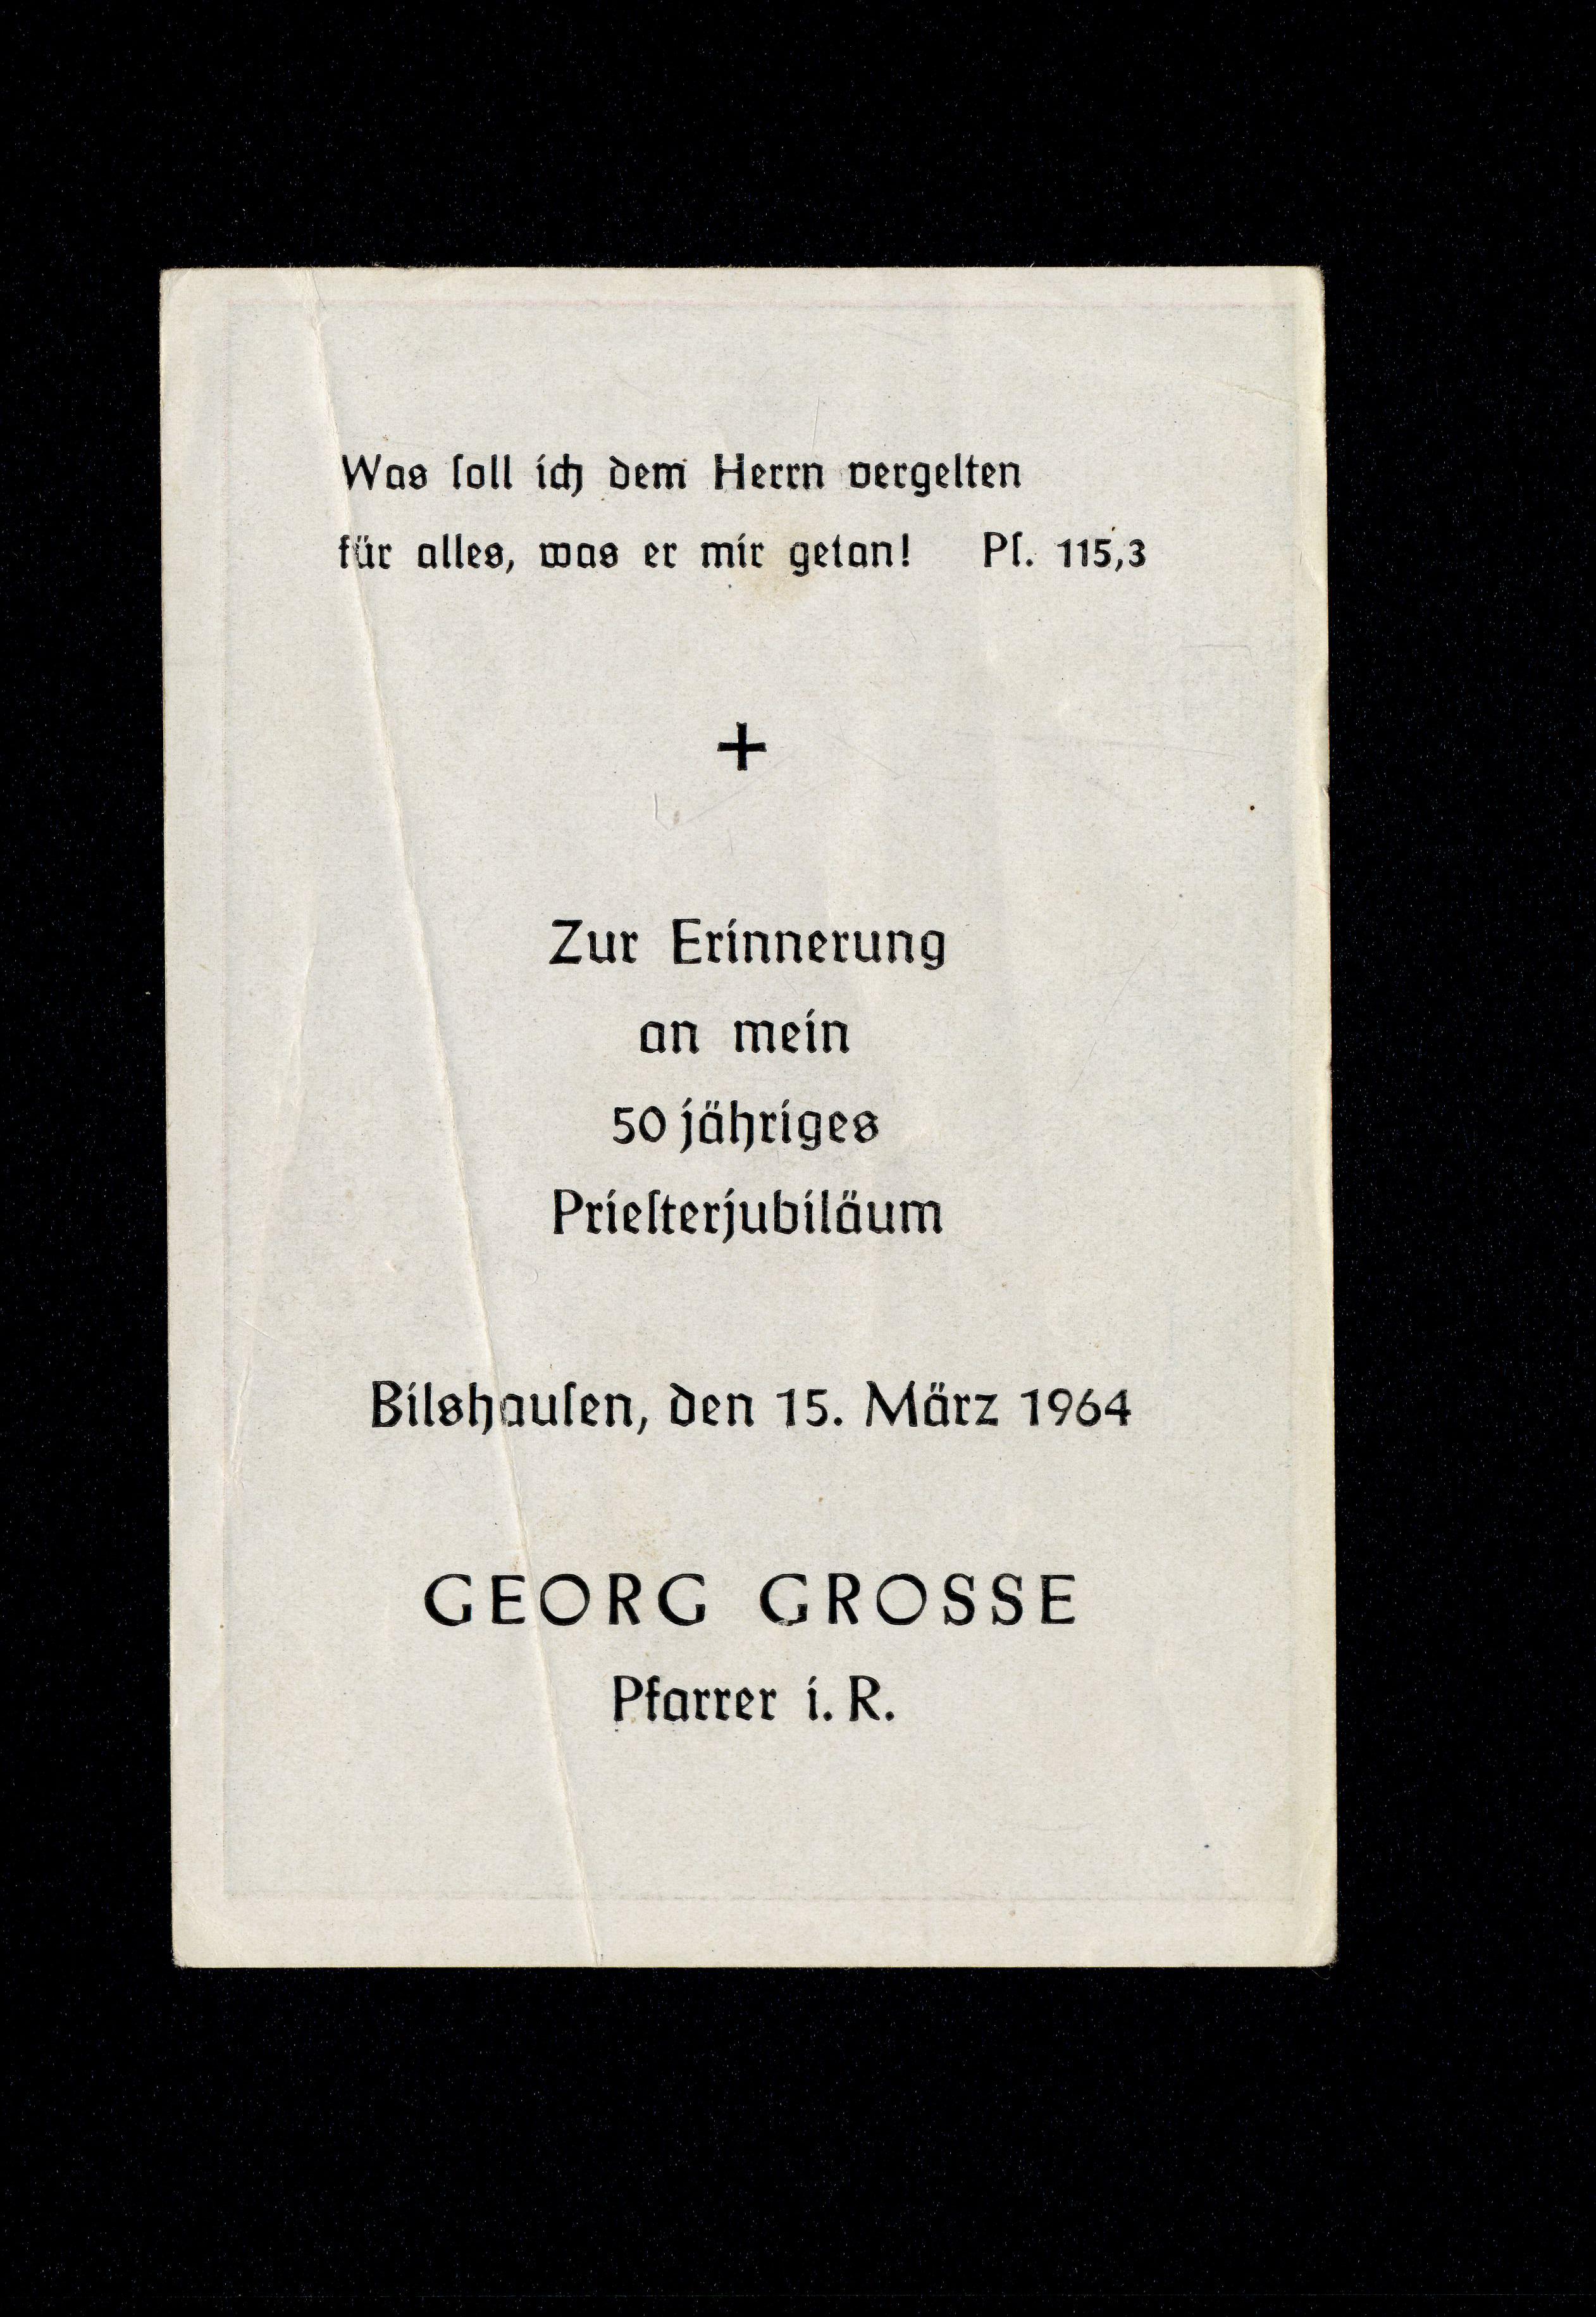 Was ſoll ich dem Herrn vergelten
für alles, was er mir getan! Pſ. 115,3
+
Zur Erinnerung
an mein
50 jähriges
Prieſterjubiläum
Bilshauſen, den 15. März 1964
GEORG GROSSE
Pfarrer i. R.